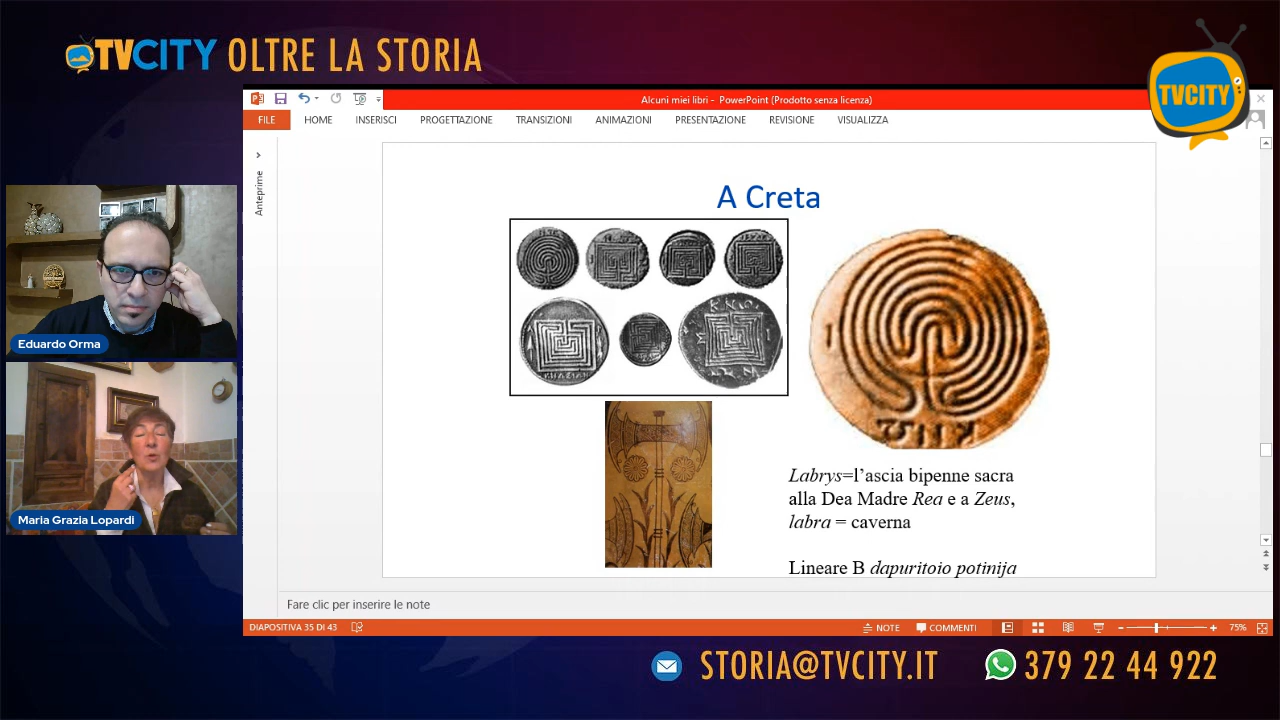 TVCITY OLTRE LA STORIA
TVCITY
Alcuni miei libri - PowerPoint (Prodotto senza licenza)
FILE HOME INSERISCI PROGETTAZIONE TRANSIZIONI ANIMAZIONI PRESENTAZIONE REVISIONE VISUALIZZA
Anteprime
A Creta
Labrys=l'ascia bipenne sacra
alla Dea Madre Rea e a Zeus,
labra = caverna
Lineare B dapuritoio potinija
Eduardo Orma
Maria Grazia Lopardi
Fare clic per inserire le note
DIAPOSITIVA 35 DI 43
NOTE COMMENTI 75%
STORIA@TVCITY.IT 379 22 44 922